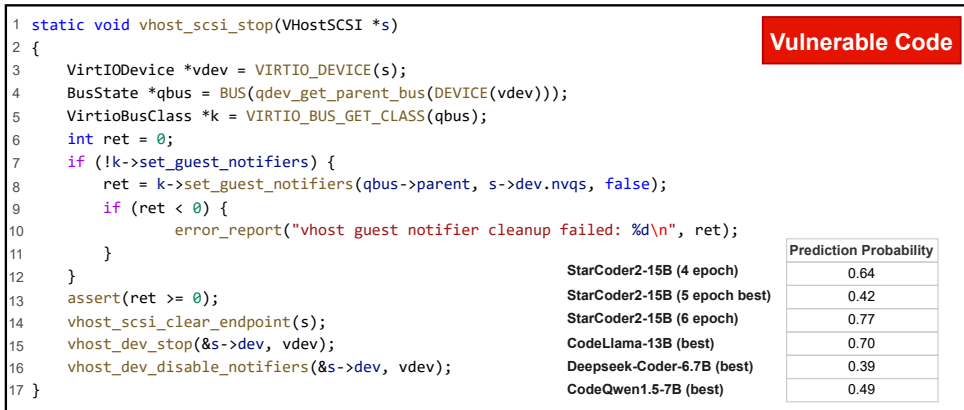 Vulnerable Code
1 static void vhost_scsi_stop(VHostSCSI *s)
2 {
3     VirtIODevice *vdev = VIRTIO_DEVICE(s);
4     BusState *qbus = BUS(qdev_get_parent_bus(DEVICE(vdev)));
5     VirtioBusClass *k = VIRTIO_BUS_GET_CLASS(qbus);
6     int ret = 0;
7     if (!k->set_guest_notifiers) {
8         ret = k->set_guest_notifiers(qbus->parent, s->dev.nvqs, false);
9         if (ret < 0) {
10                 error_report("vhost guest notifier cleanup failed: %d\n", ret);
11         }
12     }
13     assert(ret >= 0);
14     vhost_scsi_clear_endpoint(s);
15     vhost_dev_stop(&s->dev, vdev);
16     vhost_dev_disable_notifiers(&s->dev, vdev);
17 }
Prediction Probability
StarCoder2-15B (4 epoch) 0.64
StarCoder2-15B (5 epoch best) 0.42
StarCoder2-15B (6 epoch) 0.77
CodeLlama-13B (best) 0.70
Deepseek-Coder-6.7B (best) 0.39
CodeQwen1.5-7B (best) 0.49